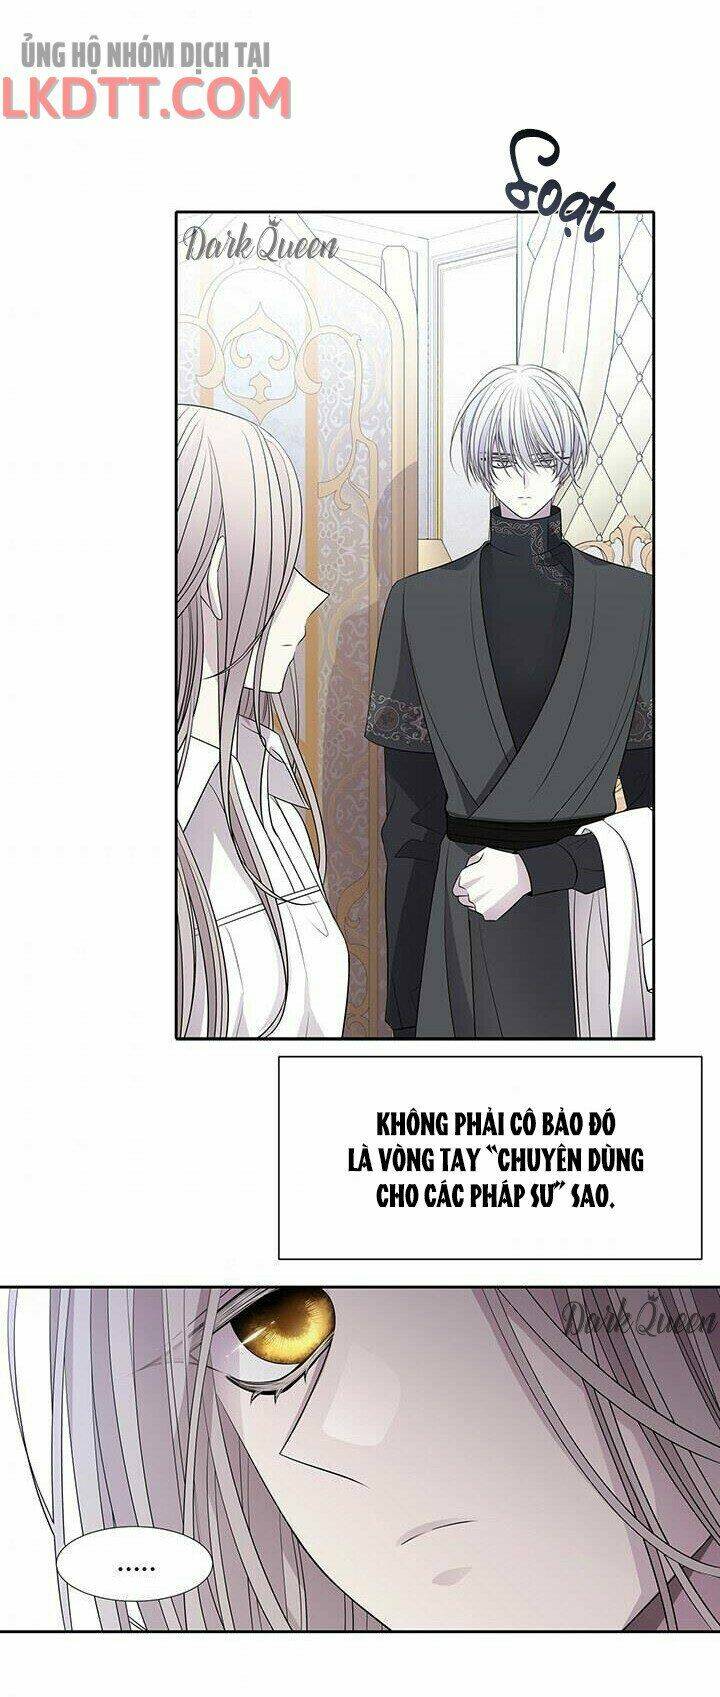 ỦNG HỘ NHÓM DỊCH TẠI
LKDTT.COM
Soạt
Dark Queen
KHÔNG PHẢI CÔ BẢO ĐÓ
LÀ VÒNG TAY "CHUYÊN DÙNG
CHO CÁC PHÁP SƯ" SAO.
Dark Queen
.....